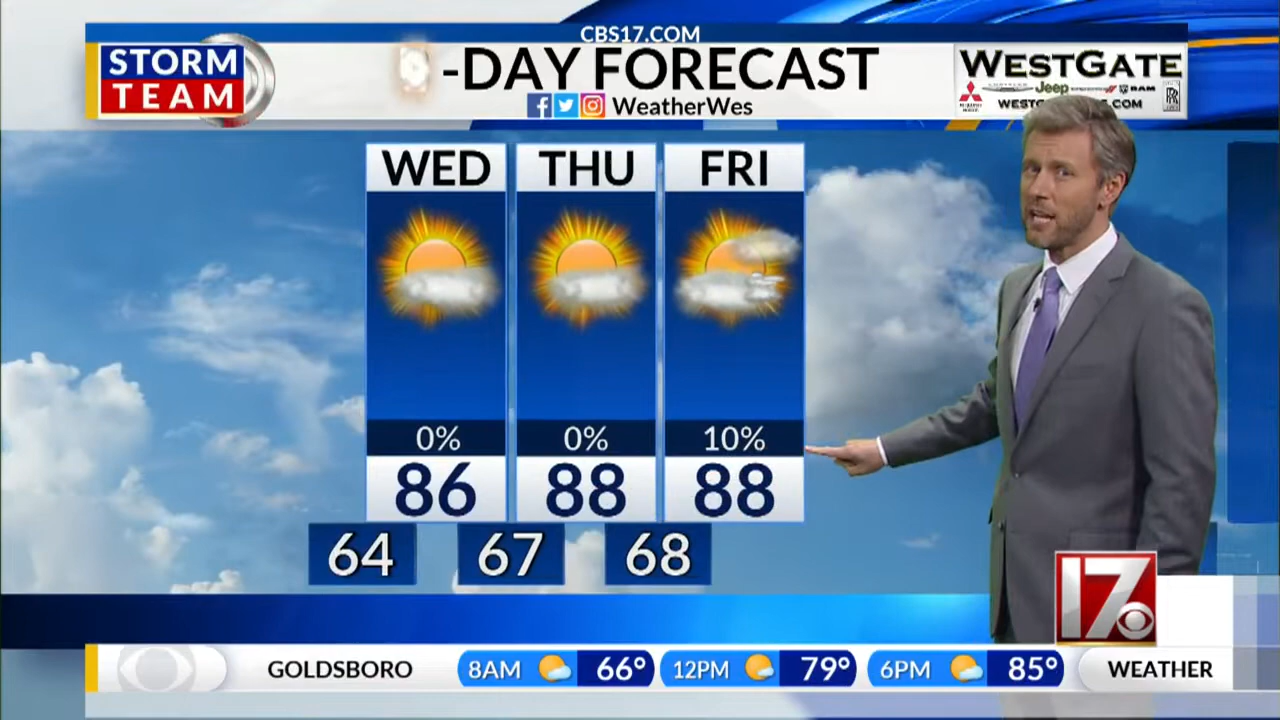 CBS17.COM
STORM
TEAM
-DAY FORECAST
WeatherWes
WESTGATE
Jeep
RAM
WED
THU
FRI
0%
0%
10%
86
88
88
64
67
68
17
GOLDSBORO
8AM
66°
12PM
79°
6PM
85°
WEATHER